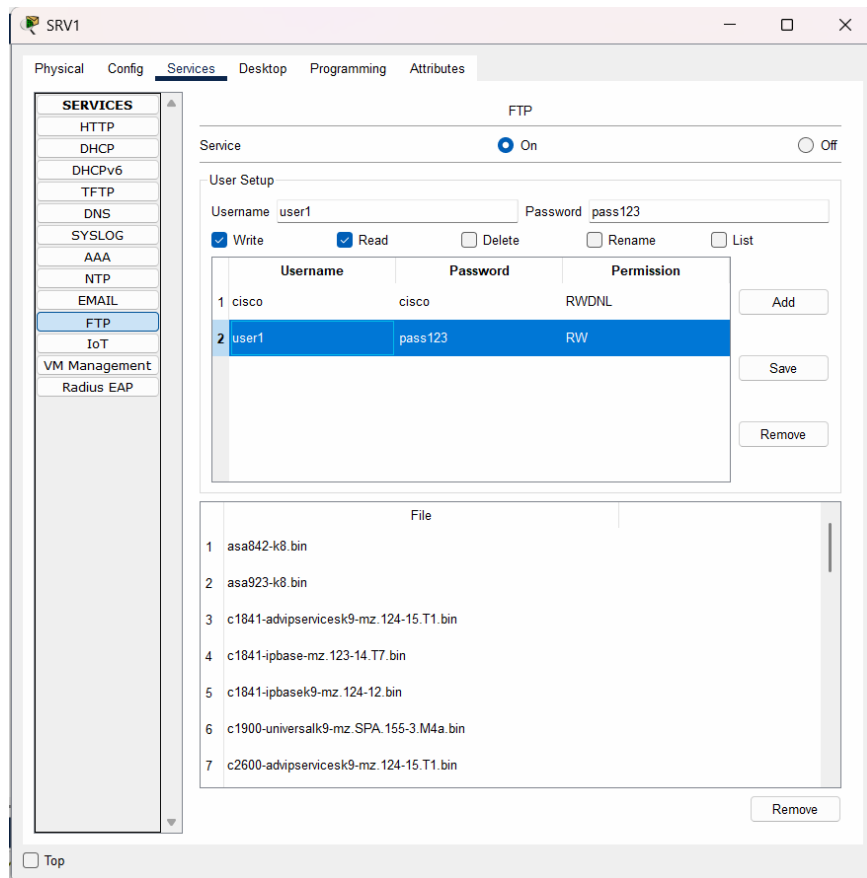 SRV1
Physical Config Services Desktop Programming Attributes
SERVICES
HTTP
DHCP
DHCPv6
TFTP
DNS
SYSLOG
AAA
NTP
EMAIL
FTP
IoT
VM Management
Radius EAP
FTP
Service On Off
User Setup
Username user1 Password pass123
Write Read Delete Rename List
Username Password Permission
1 cisco cisco RWDNL
2 user1 pass123 RW
Add
Save
Remove
File
1 asa842-k8.bin
2 asa923-k8.bin
3 c1841-advipservicesk9-mz.124-15.T1.bin
4 c1841-ipbase-mz.123-14.T7.bin
5 c1841-ipbasek9-mz.124-12.bin
6 c1900-universalk9-mz.SPA.155-3.M4a.bin
7 c2600-advipservicesk9-mz.124-15.T1.bin
Remove
Top